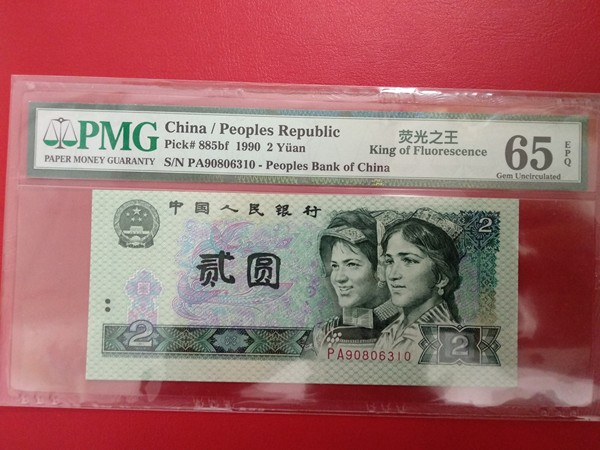 PMG
PAPER MONEY GUARANTY
China / Peoples Republic
Pick# 885bf 1990 2 Yüan
S/N PA90806310 - Peoples Bank of China
荧光之王
King of Fluorescence
65
EPQ
Gem Uncirculated
中国人民银行
2
贰圆
PA90806310
2
2